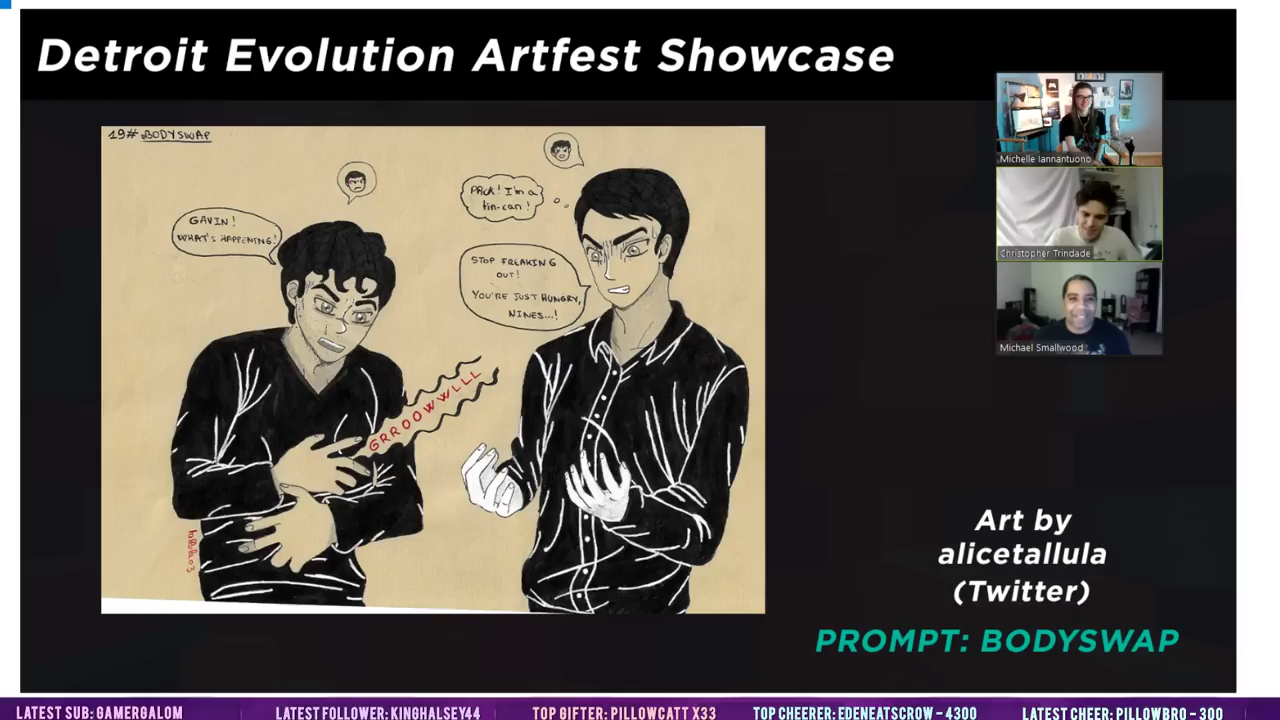 Detroit Evolution Artfest Showcase
19# BODYSWAP
GAVIN!
WHAT'S HAPPENING!
FUCK! I'm a
tin-can!
STOP FREAKING
OUT!
YOU'RE JUST HUNGRY,
NINES...!
GRROOWWLLL
Michelle Iannantuono
Christopher Trindade
Michael Smallwood
Art by
alicetallula
(Twitter)
PROMPT: BODYSWAP
LATEST SUB: GAMERGALOM
LATEST FOLLOWER: KINGHALSEY44
TOP GIFTER: PILLOWCATT X33
TOP CHEERER: EDENEATSCROW - 4300
LATEST CHEER: PILLOWBRO - 300